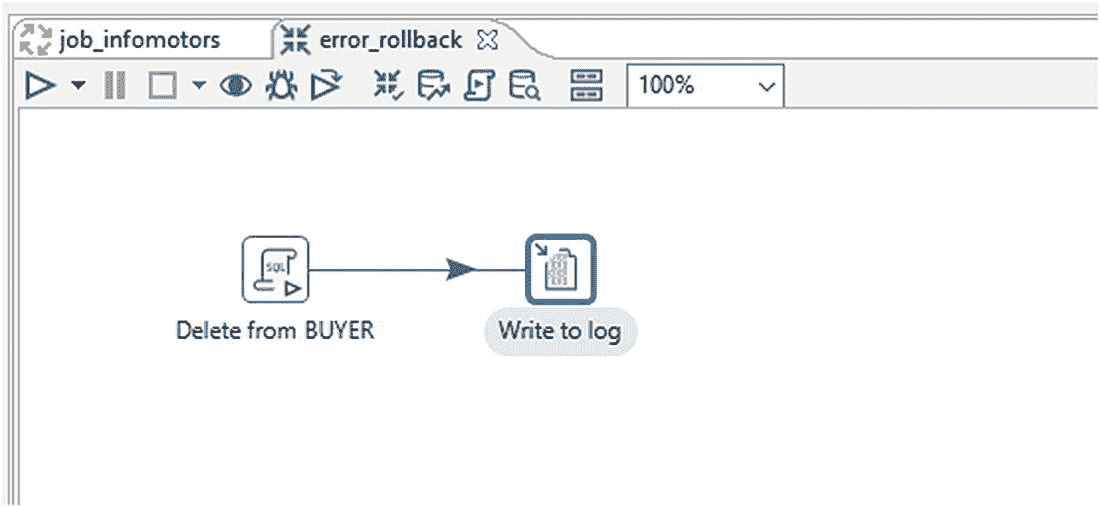 job_infomotors
error_rollback
100%
SQL
Delete from BUYER
Write to log